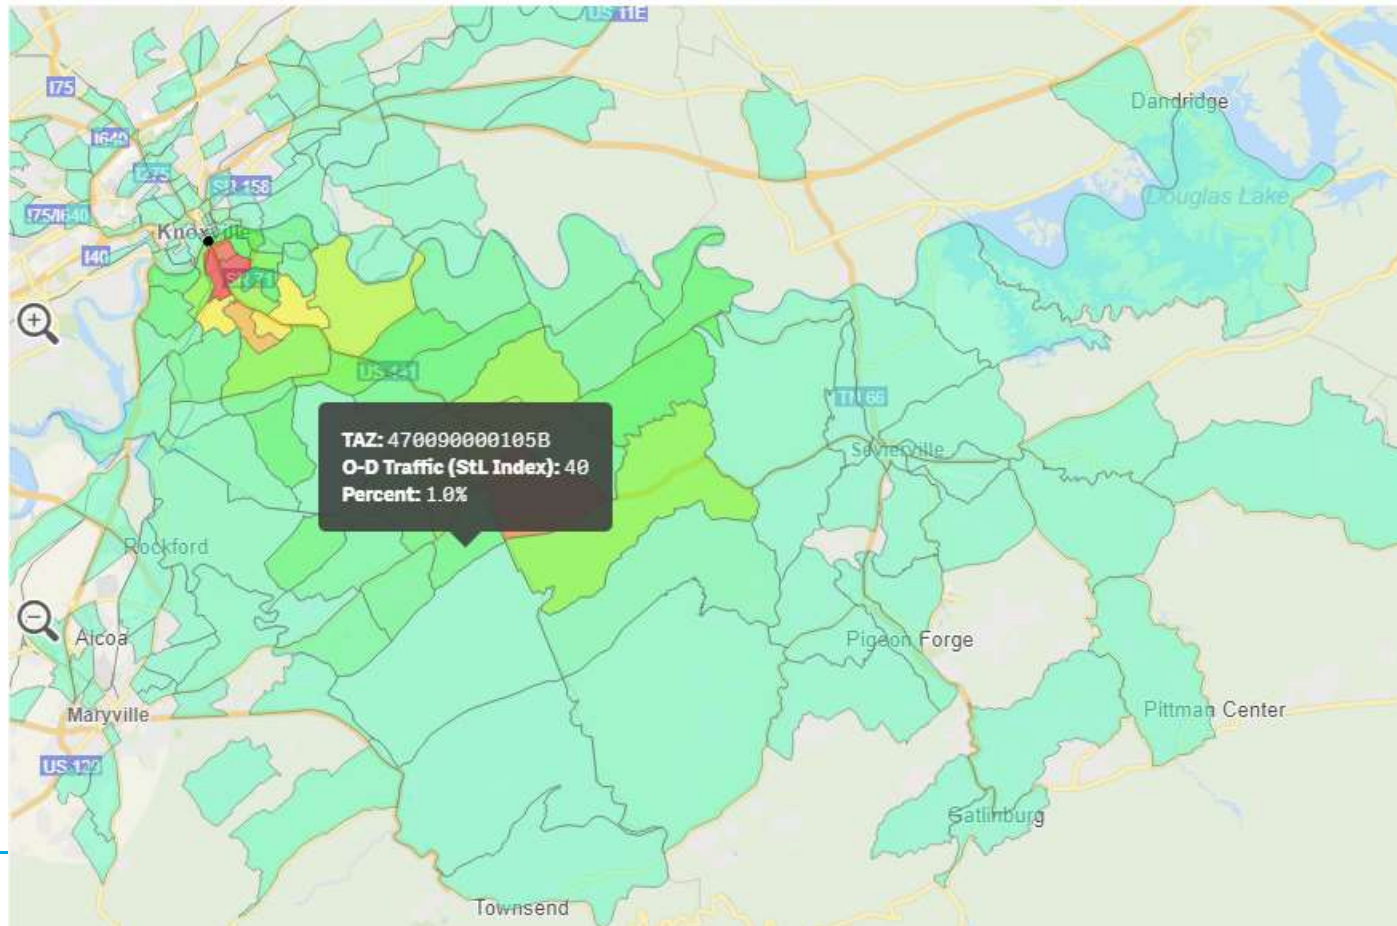 US 11E
I75
Dandridge
I640
I275
SR 158
Douglas Lake
I75/I640
Knoxville
I40
SR 71
US 441
TAZ: 470090000105B
O-D Traffic (StL Index): 40
Percent: 1.0%
TN 66
Sevierville
Rockford
Alcoa
Pigeon Forge
Maryville
Pittman Center
US 129
Gatlinburg
Townsend